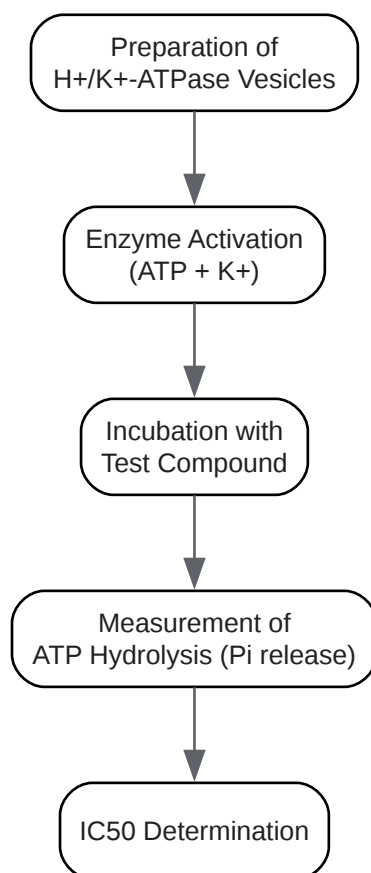 Preparation of
H+/K+-ATPase Vesicles
Enzyme Activation
(ATP + K+)
Incubation with
Test Compound
Measurement of
ATP Hydrolysis (Pi release)
IC50 Determination